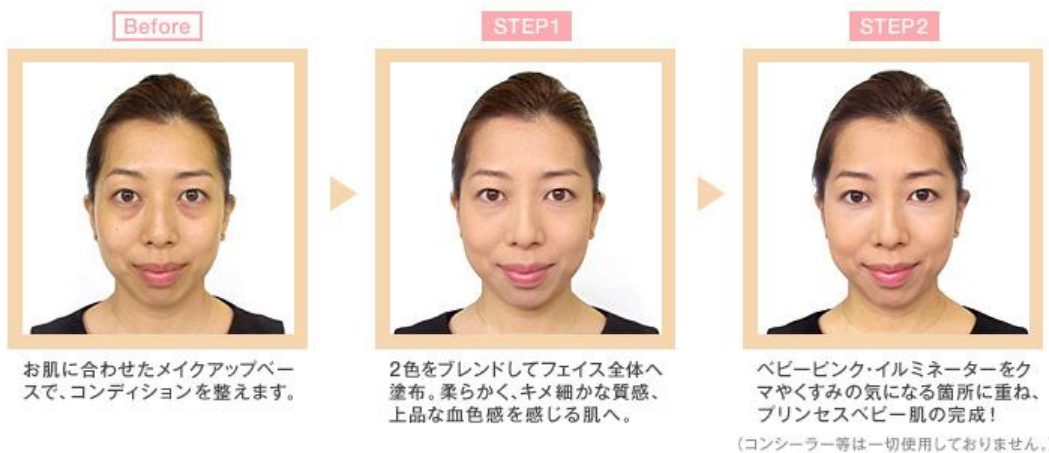 Before
お肌に合わせたメイクアップベー
スで、コンディションを整えます。
STEP1
2色をブレンドしてフェイス全体へ
塗布。柔らかく、キメ細かな質感、
上品な血色感を感じる肌へ。
STEP2
ベビーピンク・イルミネーターをク
マやくすみの気になる箇所に重ね、
プリンセスベビー肌の完成！
（コンシーラー等は一切使用しておりません。